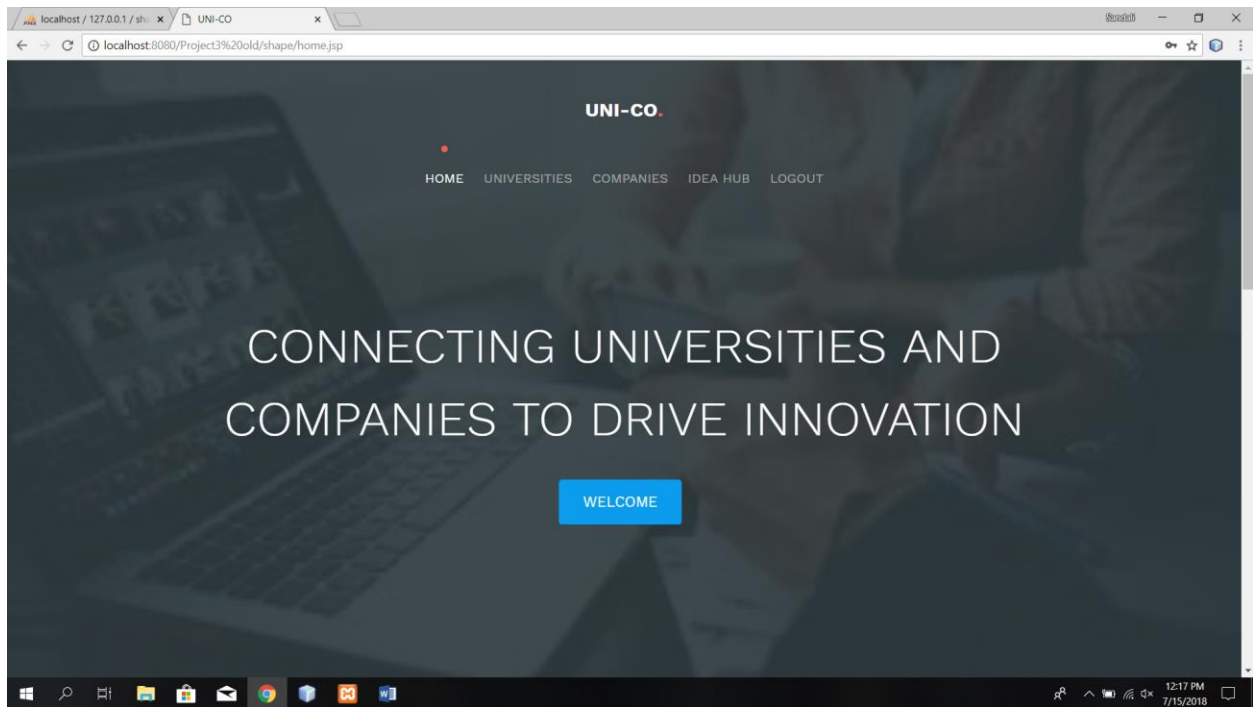 localhost / 127.0.0.1 / sh
UNI-CO
localhost:8080/Project3%20old/shape/home.jsp
UNI-CO.
HOME UNIVERSITIES COMPANIES IDEA HUB LOGOUT
CONNECTING UNIVERSITIES AND
COMPANIES TO DRIVE INNOVATION
WELCOME
12:17 PM
7/15/2018